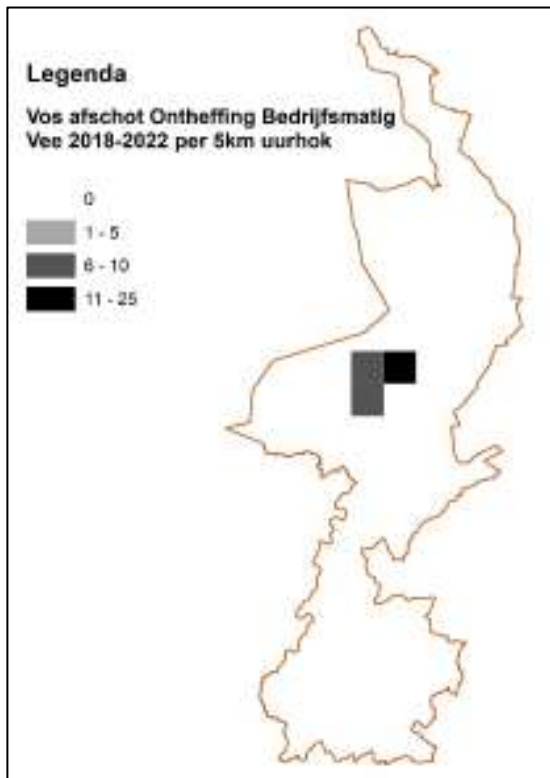 Legenda
Vos afschot Ontheffing Bedrijfsmatig
Vee 2018-2022 per 5km uurhok
0
1 - 5
6 - 10
11 - 25